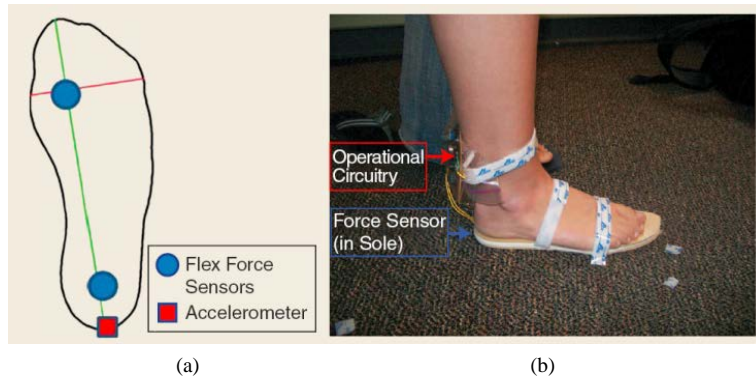 Flex Force
Sensors
Accelerometer
(a)
Operational
Circuitry
Force Sensor
(in Sole)
(b)